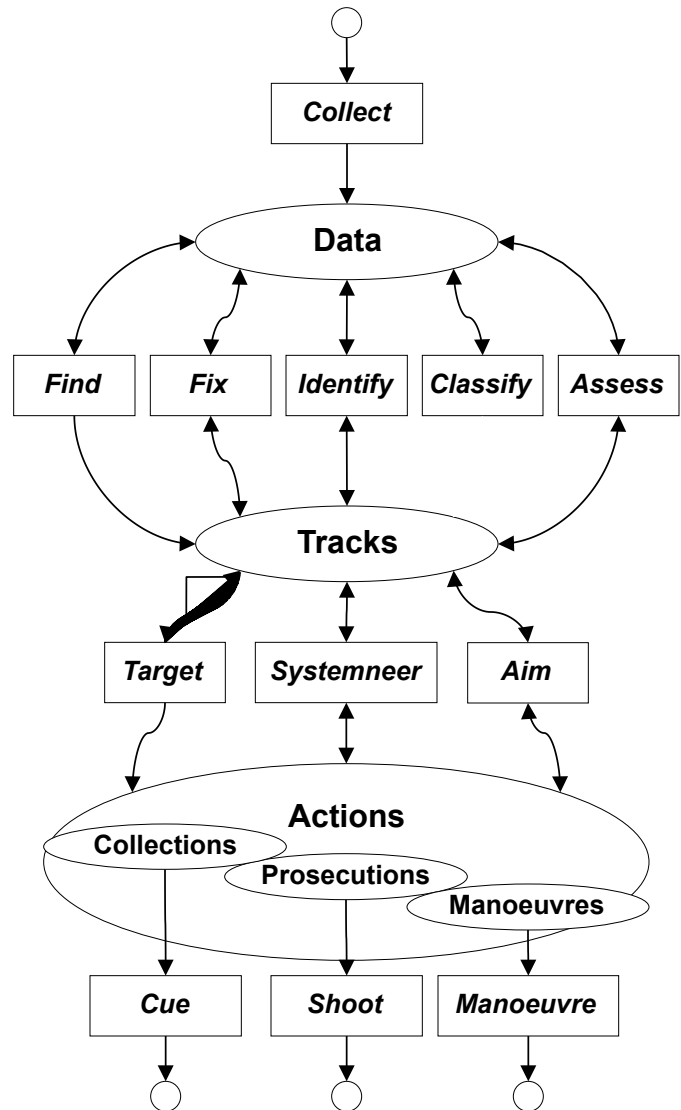 Collect
Data
Find
Fix
Identify
Classify
Assess
Tracks
Target
Systemneer
Aim
Actions
Collections
Prosecutions
Manoeuvres
Cue
Shoot
Manoeuvre